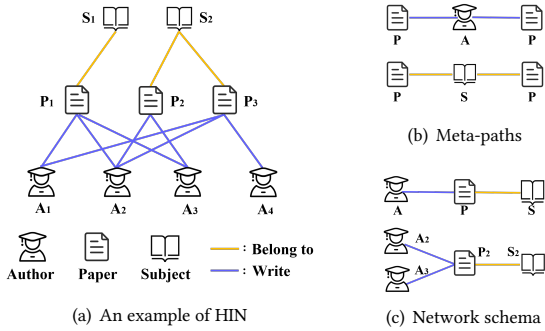 S1 S2
P1 P2 P3
A1 A2 A3 A4
Author Paper Subject
: Belong to
: Write
(a) An example of HIN
P A P
P S P
(b) Meta-paths
A P S
A2 P2 S2
A3
(c) Network schema